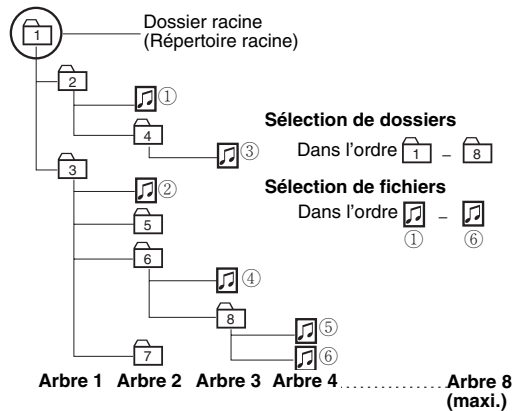 Dossier racine
(Répertoire racine)
1
2
①
4
③
3
②
5
6
④
8
⑤
⑥
7
Sélection de dossiers
Dans l'ordre 1 – 8
Sélection de fichiers
Dans l'ordre –
① ⑥
Arbre 1 Arbre 2 Arbre 3 Arbre 4 .............. Arbre 8
(maxi.)